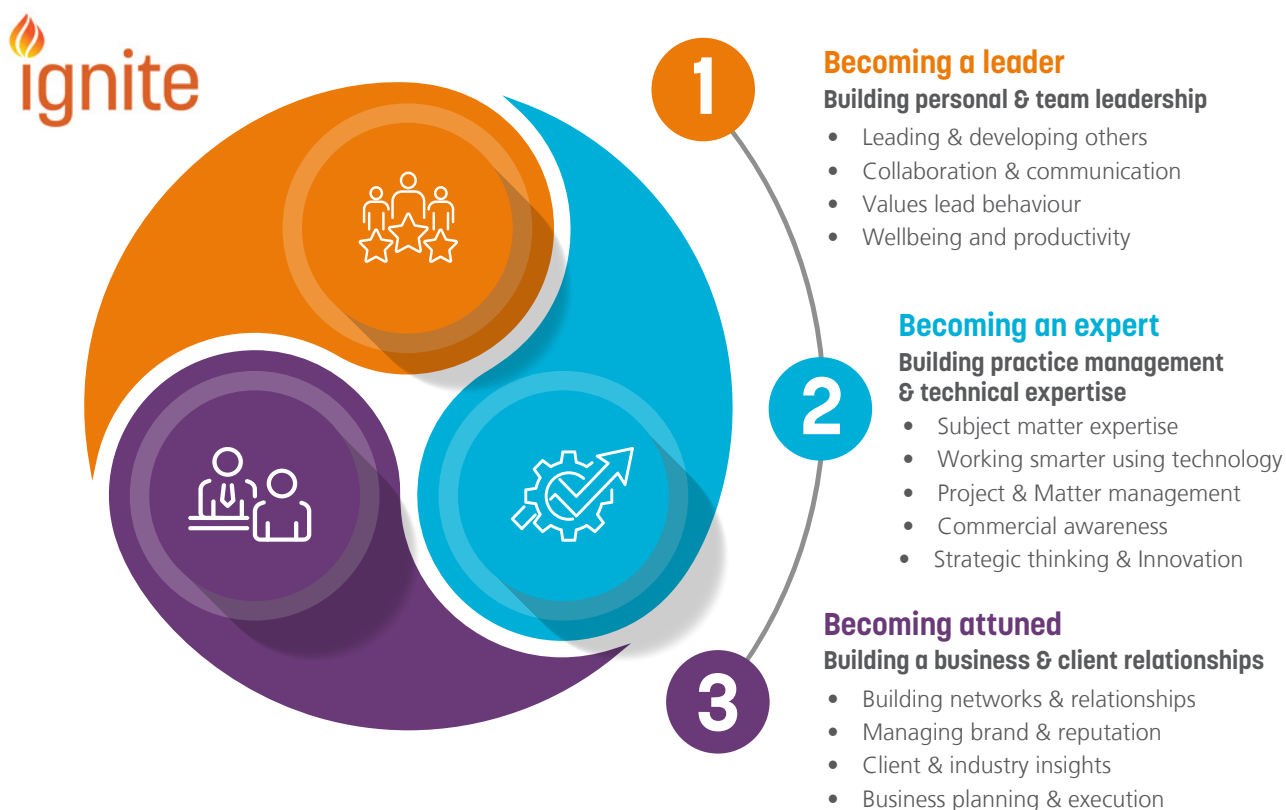 ignite
1
Becoming a leader
Building personal & team leadership
• Leading & developing others
• Collaboration & communication
• Values lead behaviour
• Wellbeing and productivity
2
Becoming an expert
Building practice management
& technical expertise
• Subject matter expertise
• Working smarter using technology
• Project & Matter management
• Commercial awareness
• Strategic thinking & Innovation
3
Becoming attuned
Building a business & client relationships
• Building networks & relationships
• Managing brand & reputation
• Client & industry insights
• Business planning & execution